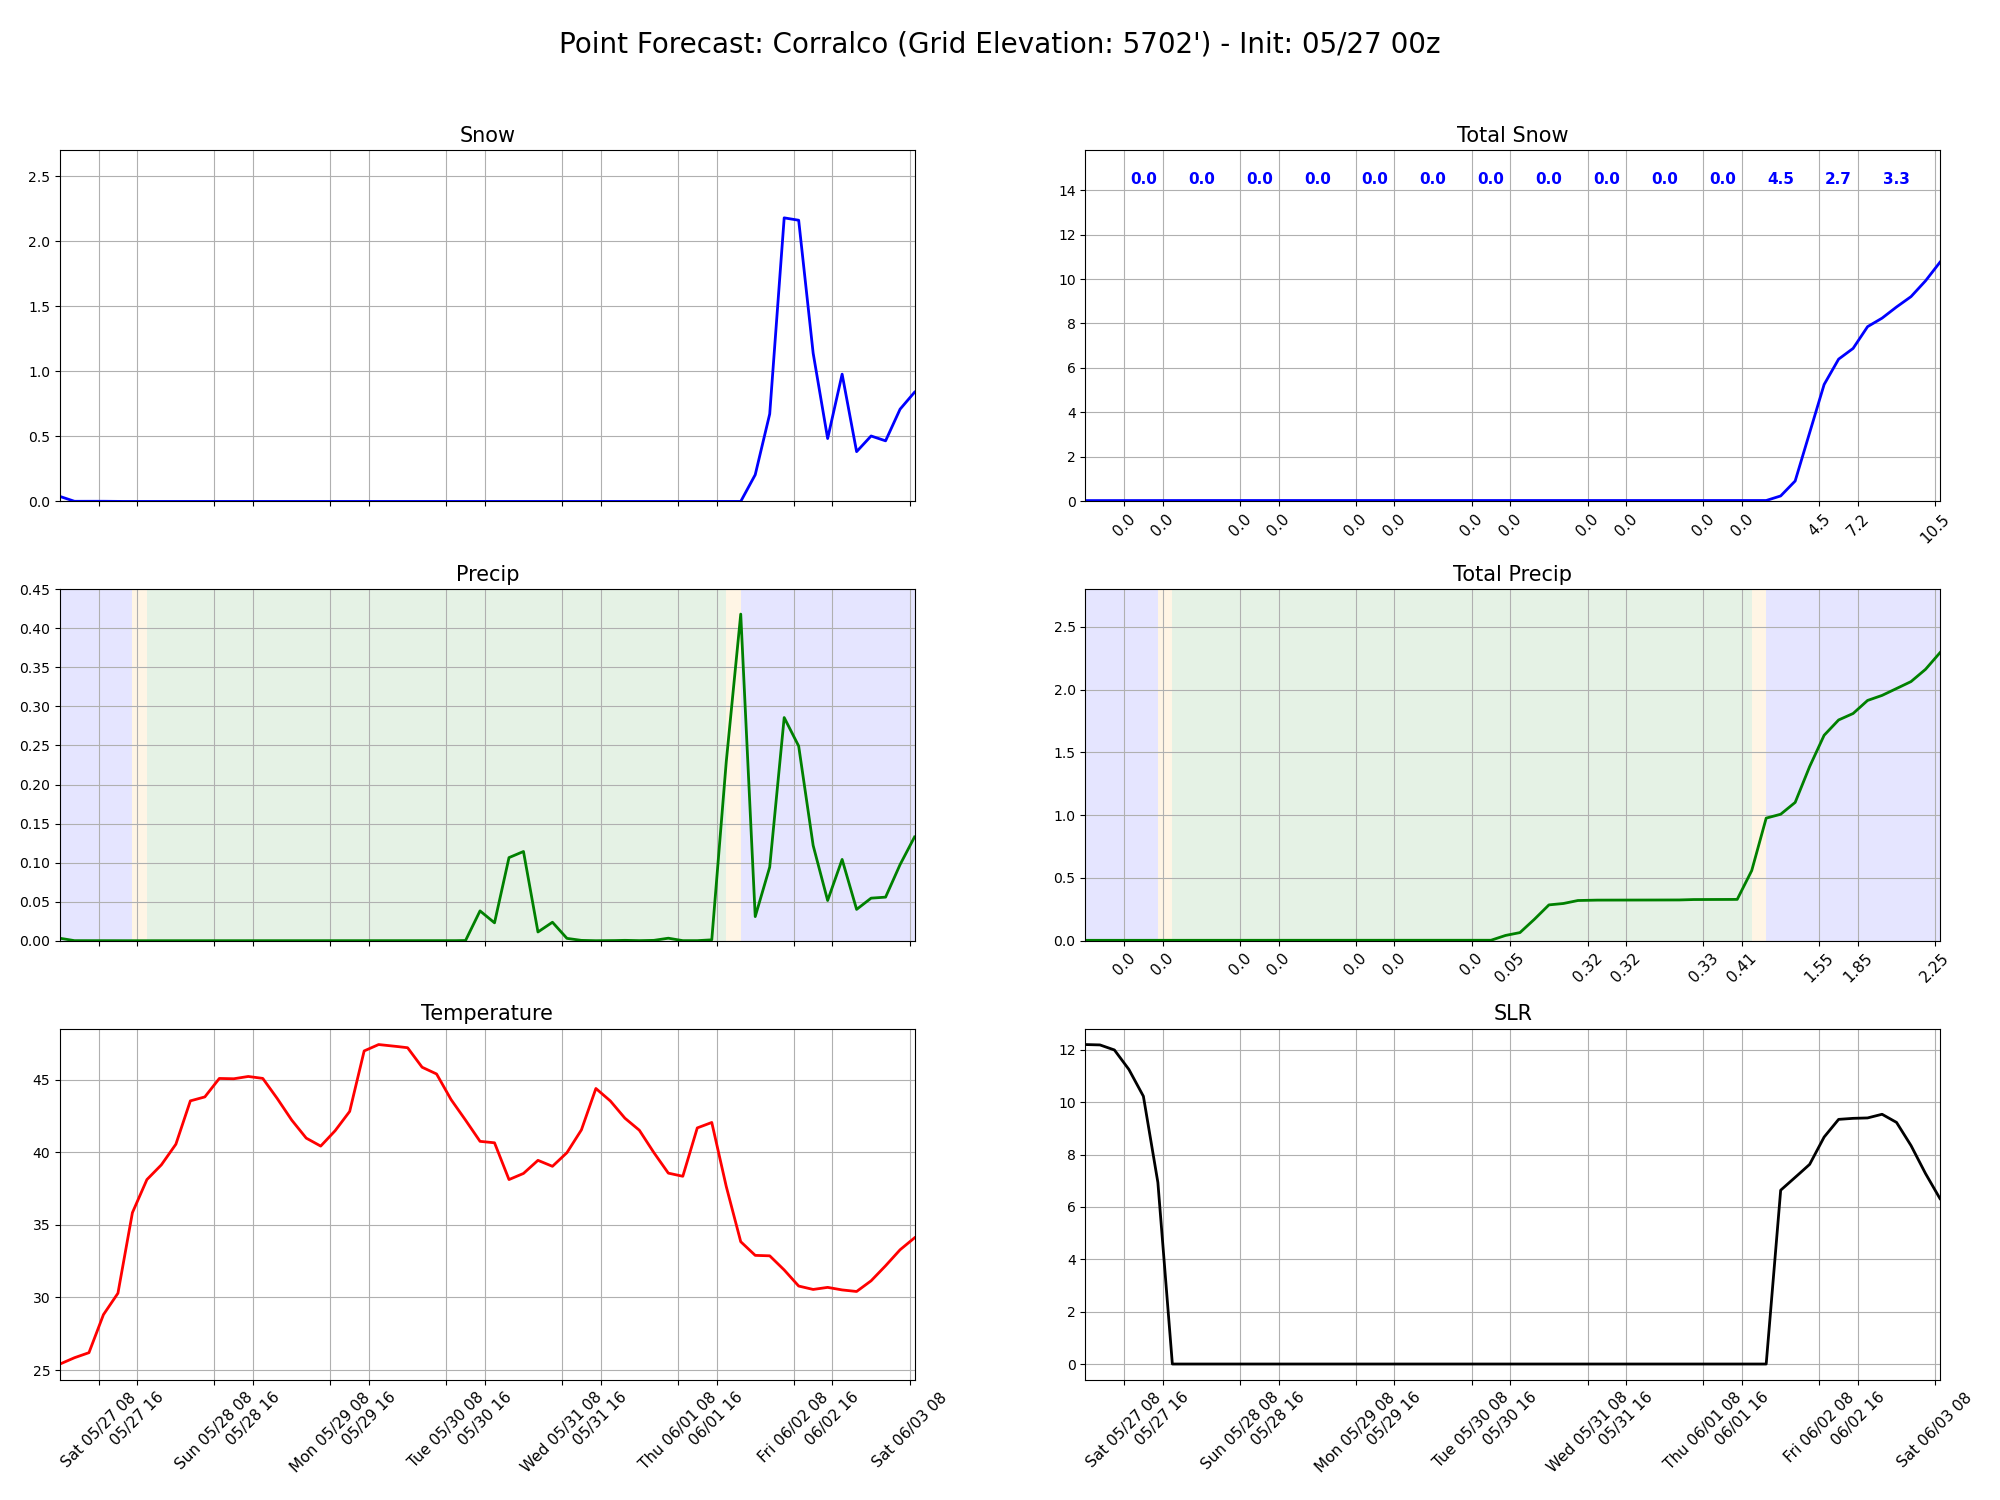 Point Forecast: Corralco (Grid Elevation: 5702') - Init: 05/27 00z
Snow
2.5
2.0
1.5
1.0
0.5
0.0
Total Snow
0.0 0.0 0.0 0.0 0.0 0.0 0.0 0.0 0.0 0.0 0.0 4.5 2.7 3.3
14
12
10
8
6
4
2
0
0.0 0.0 0.0 0.0 0.0 0.0 0.0 0.0 0.0 0.0 0.0 0.0 4.5 7.2 10.5
Precip
0.45
0.40
0.35
0.30
0.25
0.20
0.15
0.10
0.05
0.00
Total Precip
2.5
2.0
1.5
1.0
0.5
0.0
0.0 0.0 0.0 0.0 0.0 0.0 0.0 0.05 0.32 0.32 0.33 0.41 1.55 1.85 2.25
Temperature
45
40
35
30
25
Sat 05/27 08
05/27 16
Sun 05/28 08
05/28 16
Mon 05/29 08
05/29 16
Tue 05/30 08
05/30 16
Wed 05/31 08
05/31 16
Thu 06/01 08
06/01 16
Fri 06/02 08
06/02 16
Sat 06/03 08
SLR
12
10
8
6
4
2
0
Sat 05/27 08
05/27 16
Sun 05/28 08
05/28 16
Mon 05/29 08
05/29 16
Tue 05/30 08
05/30 16
Wed 05/31 08
05/31 16
Thu 06/01 08
06/01 16
Fri 06/02 08
06/02 16
Sat 06/03 08